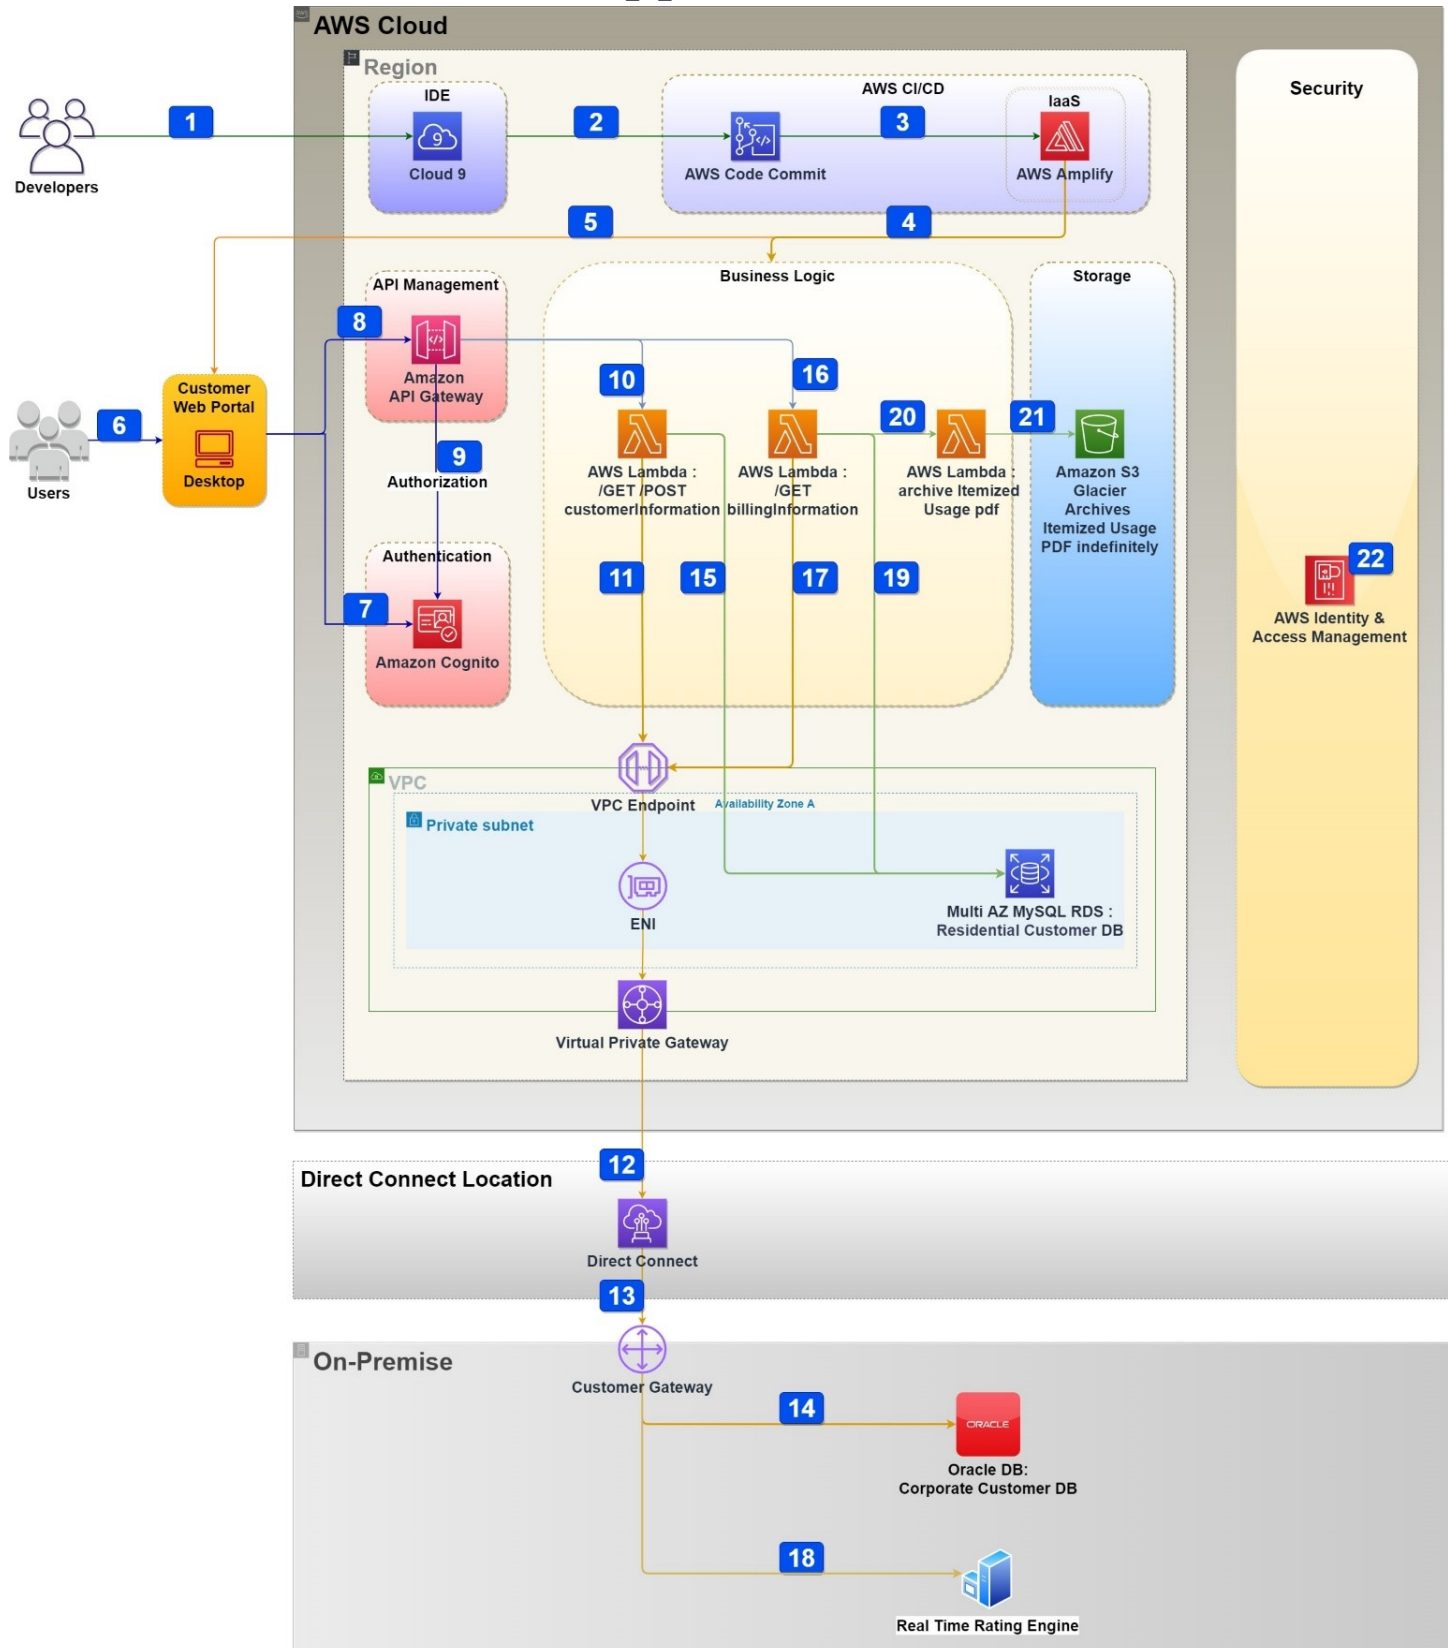 AWS Cloud
Region
Security
IDE
AWS CI/CD
IaaS
1
2
3
9
Cloud 9
AWS Code Commit
AWS Amplify
Developers
5
4
API Management
Business Logic
Storage
8
10
16
Amazon
API Gateway
Customer
Web Portal
Desktop
6
Users
20
21
9
Authorization
AWS Lambda :
/GET /POST
customerInformation
AWS Lambda :
/GET
billingInformation
AWS Lambda :
archive Itemized
Usage pdf
Amazon S3
Glacier
Archives
Itemized Usage
PDF indefinitely
Authentication
7
Amazon Cognito
11
15
17
19
22
AWS Identity &
Access Management
VPC
VPC Endpoint
Availability Zone A
Private subnet
ENI
Multi AZ MySQL RDS :
Residential Customer DB
Virtual Private Gateway
12
Direct Connect Location
Direct Connect
13
On-Premise
Customer Gateway
14
ORACLE
Oracle DB:
Corporate Customer DB
18
Real Time Rating Engine